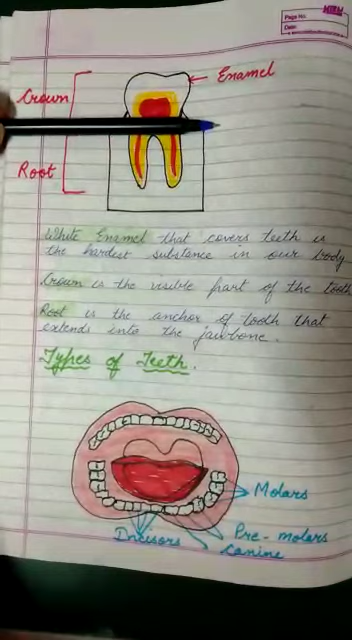 Page No.
Date:
Enamel
Crown
Root
White Enamel that covers teeth is
the hardest substance in our body
Crown is the visible part of the tooth
Root is the anchor of tooth that
extends into the jawbone.
Types of Teeth.
Molars
Pre-molars
Incisors
Canine